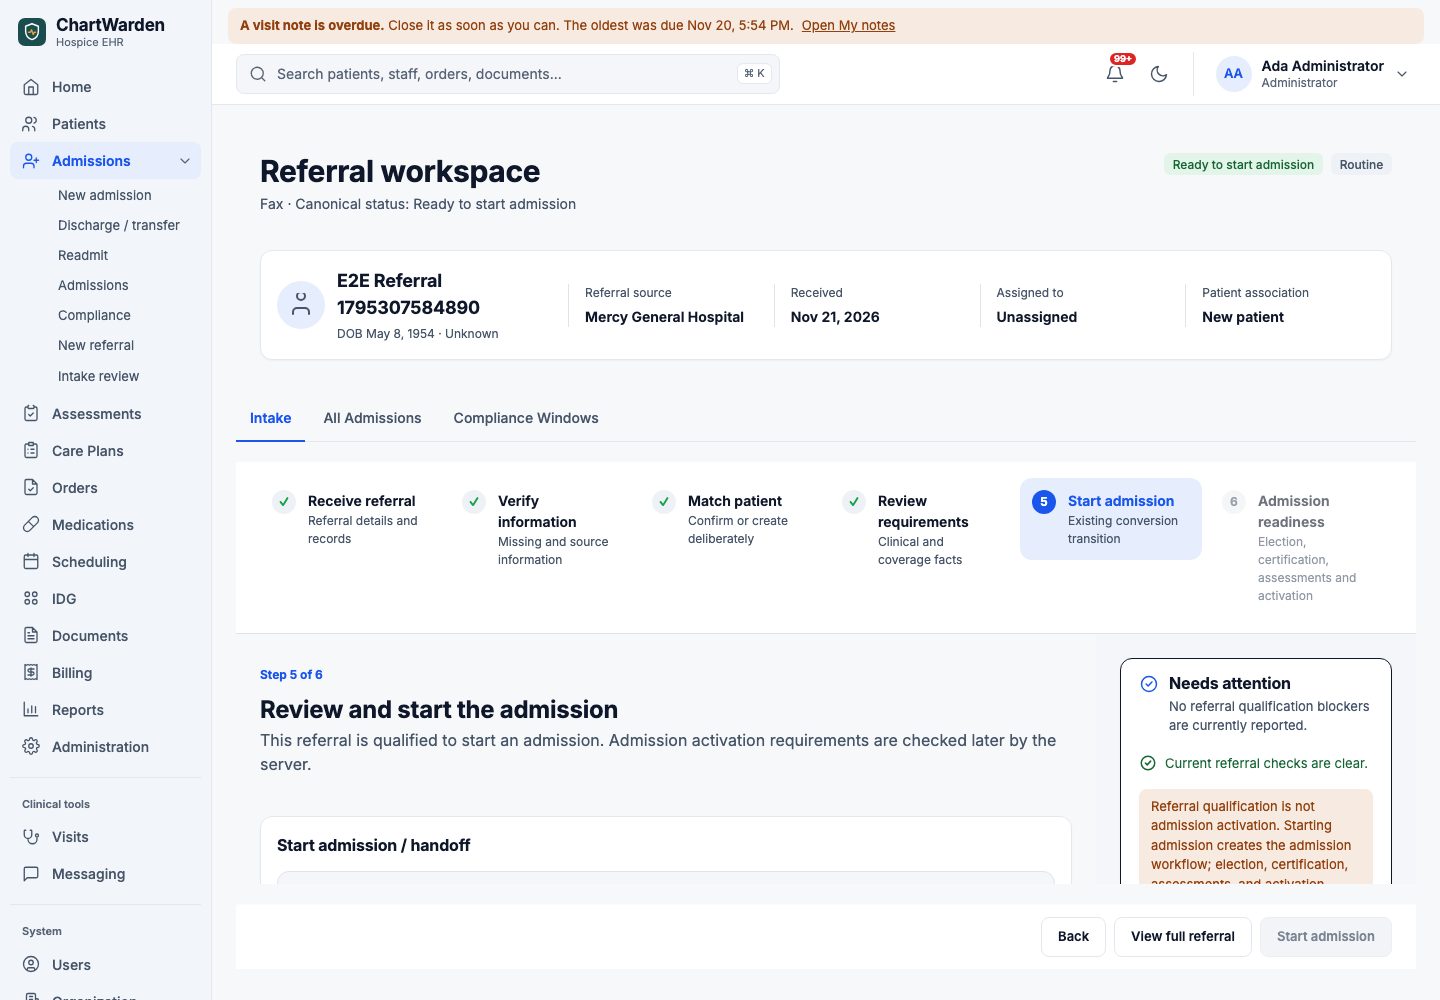 ChartWarden
Hospice EHR
Home
Patients
Admissions
New admission
Discharge / transfer
Readmit
Admissions
Compliance
New referral
Intake review
Assessments
Care Plans
Orders
Medications
Scheduling
IDG
Documents
Billing
Reports
Administration
Clinical tools
Visits
Messaging
System
Users
Organization
A visit note is overdue. Close it as soon as you can. The oldest was due Nov 20, 5:54 PM. Open My notes
Search patients, staff, orders, documents...
⌘ K
99+
AA
Ada Administrator
Administrator
Referral workspace
Fax · Canonical status: Ready to start admission
Ready to start admission
Routine
E2E Referral
1795307584890
DOB May 8, 1954 · Unknown
Referral source
Mercy General Hospital
Received
Nov 21, 2026
Assigned to
Unassigned
Patient association
New patient
Intake
All Admissions
Compliance Windows
Receive referral
Referral details and
records
Verify
information
Missing and source
information
Match patient
Confirm or create
deliberately
Review
requirements
Clinical and
coverage facts
5
Start admission
Existing conversion
transition
6
Admission
readiness
Election,
certification,
assessments and
activation
Step 5 of 6
Review and start the admission
This referral is qualified to start an admission. Admission activation requirements are checked later by the
server.
Start admission / handoff
Needs attention
No referral qualification blockers
are currently reported.
Current referral checks are clear.
Referral qualification is not
admission activation. Starting
admission creates the admission
workflow; election, certification,
assessments, and activation
Back
View full referral
Start admission